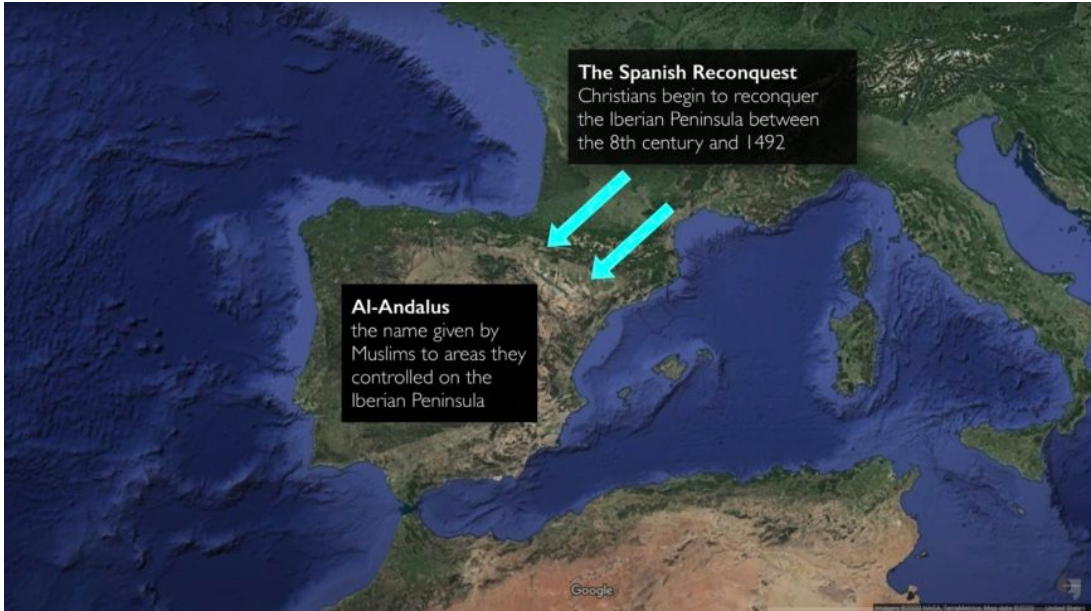 The Spanish Reconquest
Christians begin to reconquer
the Iberian Peninsula between
the 8th century and 1492
Al-Andalus
the name given by
Muslims to areas they
controlled on the
Iberian Peninsula
Google